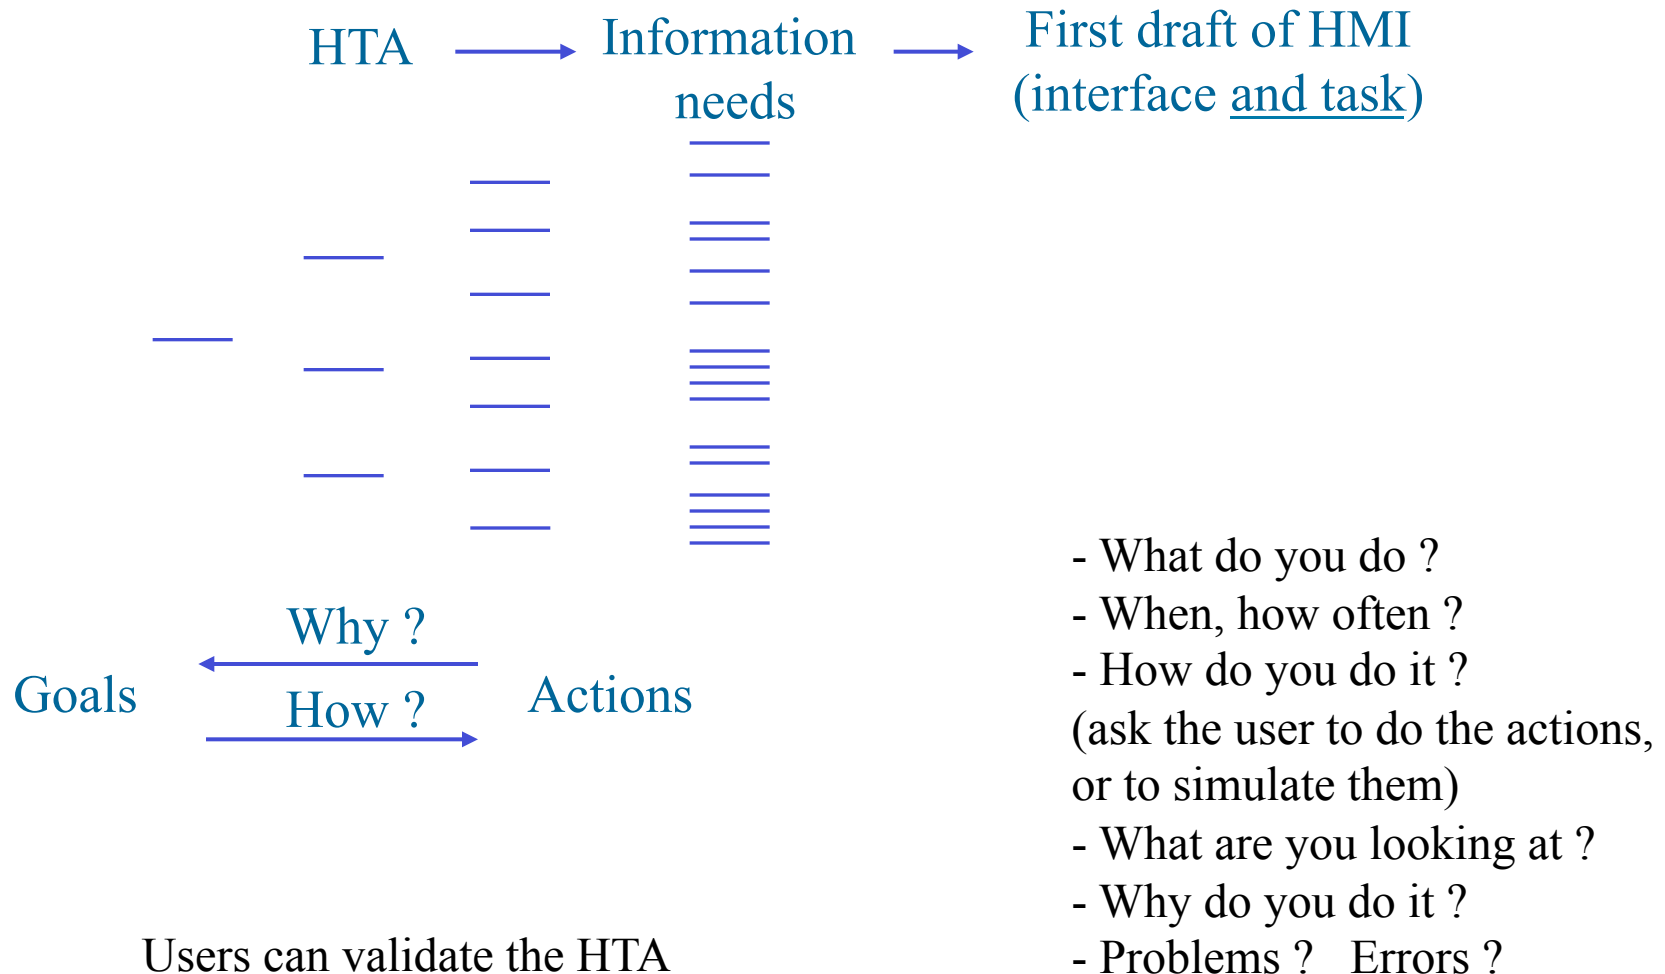 HTA
Information
needs
First draft of HMI
(interface and task)
Why ?
Goals
How ?
Actions
- What do you do ?
- When, how often ?
- How do you do it ?
(ask the user to do the actions,
or to simulate them)
- What are you looking at ?
- Why do you do it ?
- Problems ?   Errors ?
Users can validate the HTA